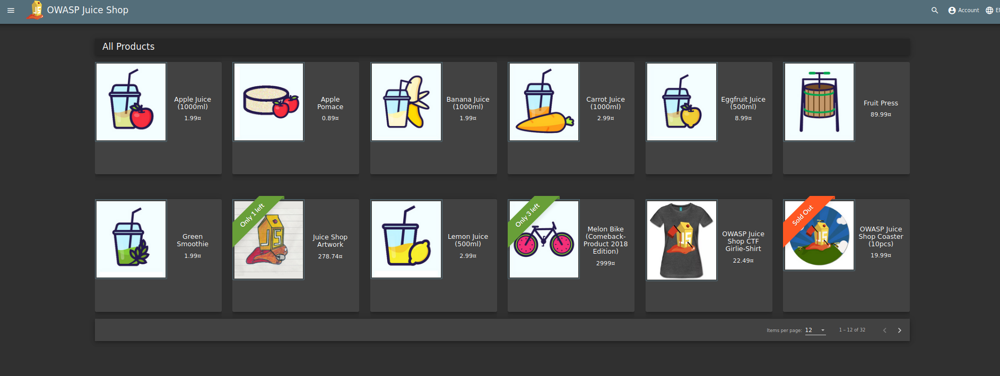 OWASP Juice Shop
Account
EN
All Products
Apple Juice
(1000ml)
1.99¤
Apple
Pomace
0.89¤
Banana Juice
(1000ml)
1.99¤
Carrot Juice
(1000ml)
2.99¤
Eggfruit Juice
(500ml)
8.99¤
Fruit Press
89.99¤
Green
Smoothie
1.99¤
Only 1 left
JS
Juice Shop
Artwork
278.74¤
Lemon Juice
(500ml)
2.99¤
Only 3 left
Melon Bike
(Comeback-
Product 2018
Edition)
2999¤
JS
OWASP Juice
Shop CTF
Girlie-Shirt
22.49¤
Sold Out
JS
OWASP Juice
Shop Coaster
(10pcs)
19.99¤
Items per page: 12
1 – 12 of 32